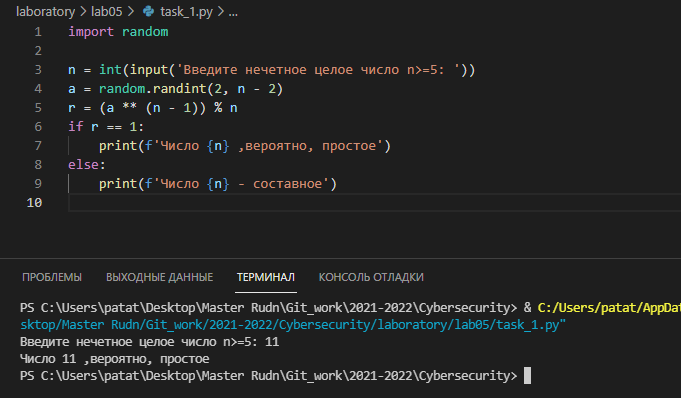 laboratory > lab05 > task_1.py > ...
1 import random
2
3 n = int(input('Введите нечетное целое число n>=5: '))
4 a = random.randint(2, n - 2)
5 r = (a ** (n - 1)) % n
6 if r == 1:
7 print(f'Число {n} ,вероятно, простое')
8 else:
9 print(f'Число {n} - составное')
10
ПРОБЛЕМЫ ВЫХОДНЫЕ ДАННЫЕ ТЕРМИНАЛ КОНСОЛЬ ОТЛАДКИ
PS C:\Users\patat\Desktop\Master Rudn\Git_work\2021-2022\Cybersecurity> & C:/Users/patat/AppDat
sktop/Master Rudn/Git_work/2021-2022/Cybersecurity/laboratory/lab05/task_1.py"
Введите нечетное целое число n>=5: 11
Число 11 ,вероятно, простое
PS C:\Users\patat\Desktop\Master Rudn\Git_work\2021-2022\Cybersecurity>